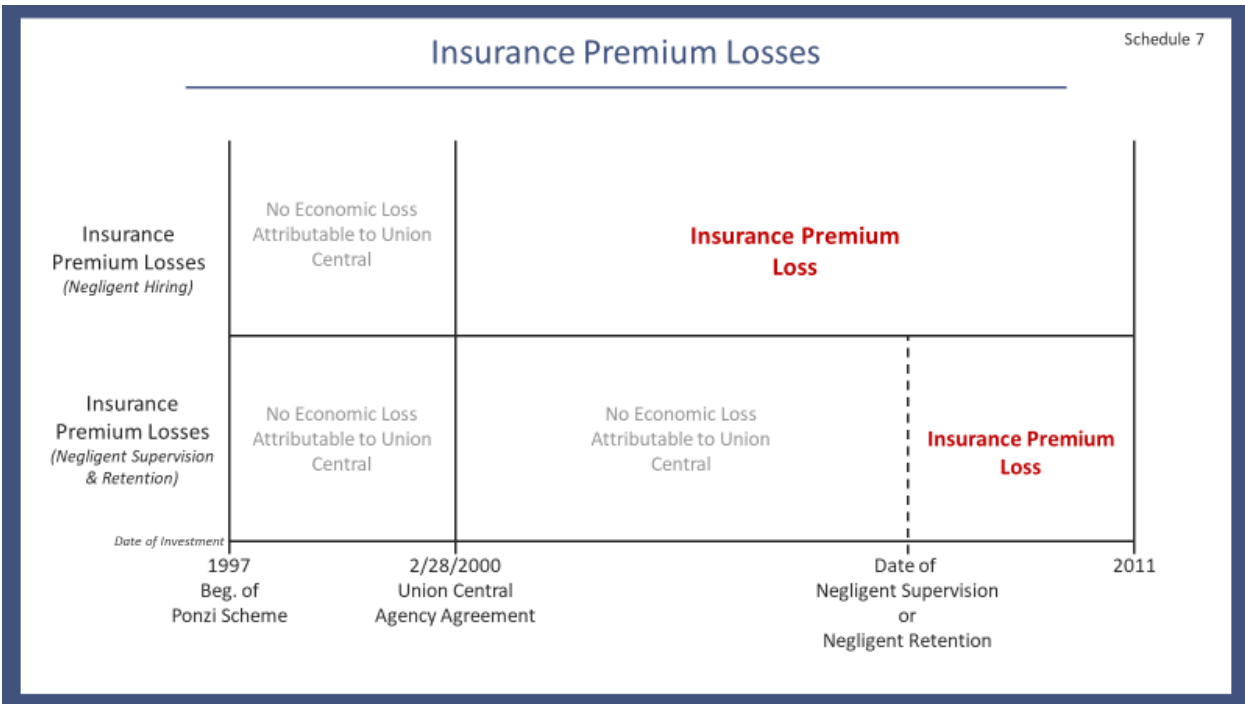 Schedule 7
Insurance Premium Losses
Insurance
Premium Losses
(Negligent Hiring)
No Economic Loss
Attributable to Union
Central
Insurance Premium
Loss
Insurance
Premium Losses
(Negligent Supervision
& Retention)
No Economic Loss
Attributable to Union
Central
No Economic Loss
Attributable to Union
Central
Insurance Premium
Loss
Date of Investment
1997
Beg. of
Ponzi Scheme
2/28/2000
Union Central
Agency Agreement
Date of
Negligent Supervision
or
Negligent Retention
2011